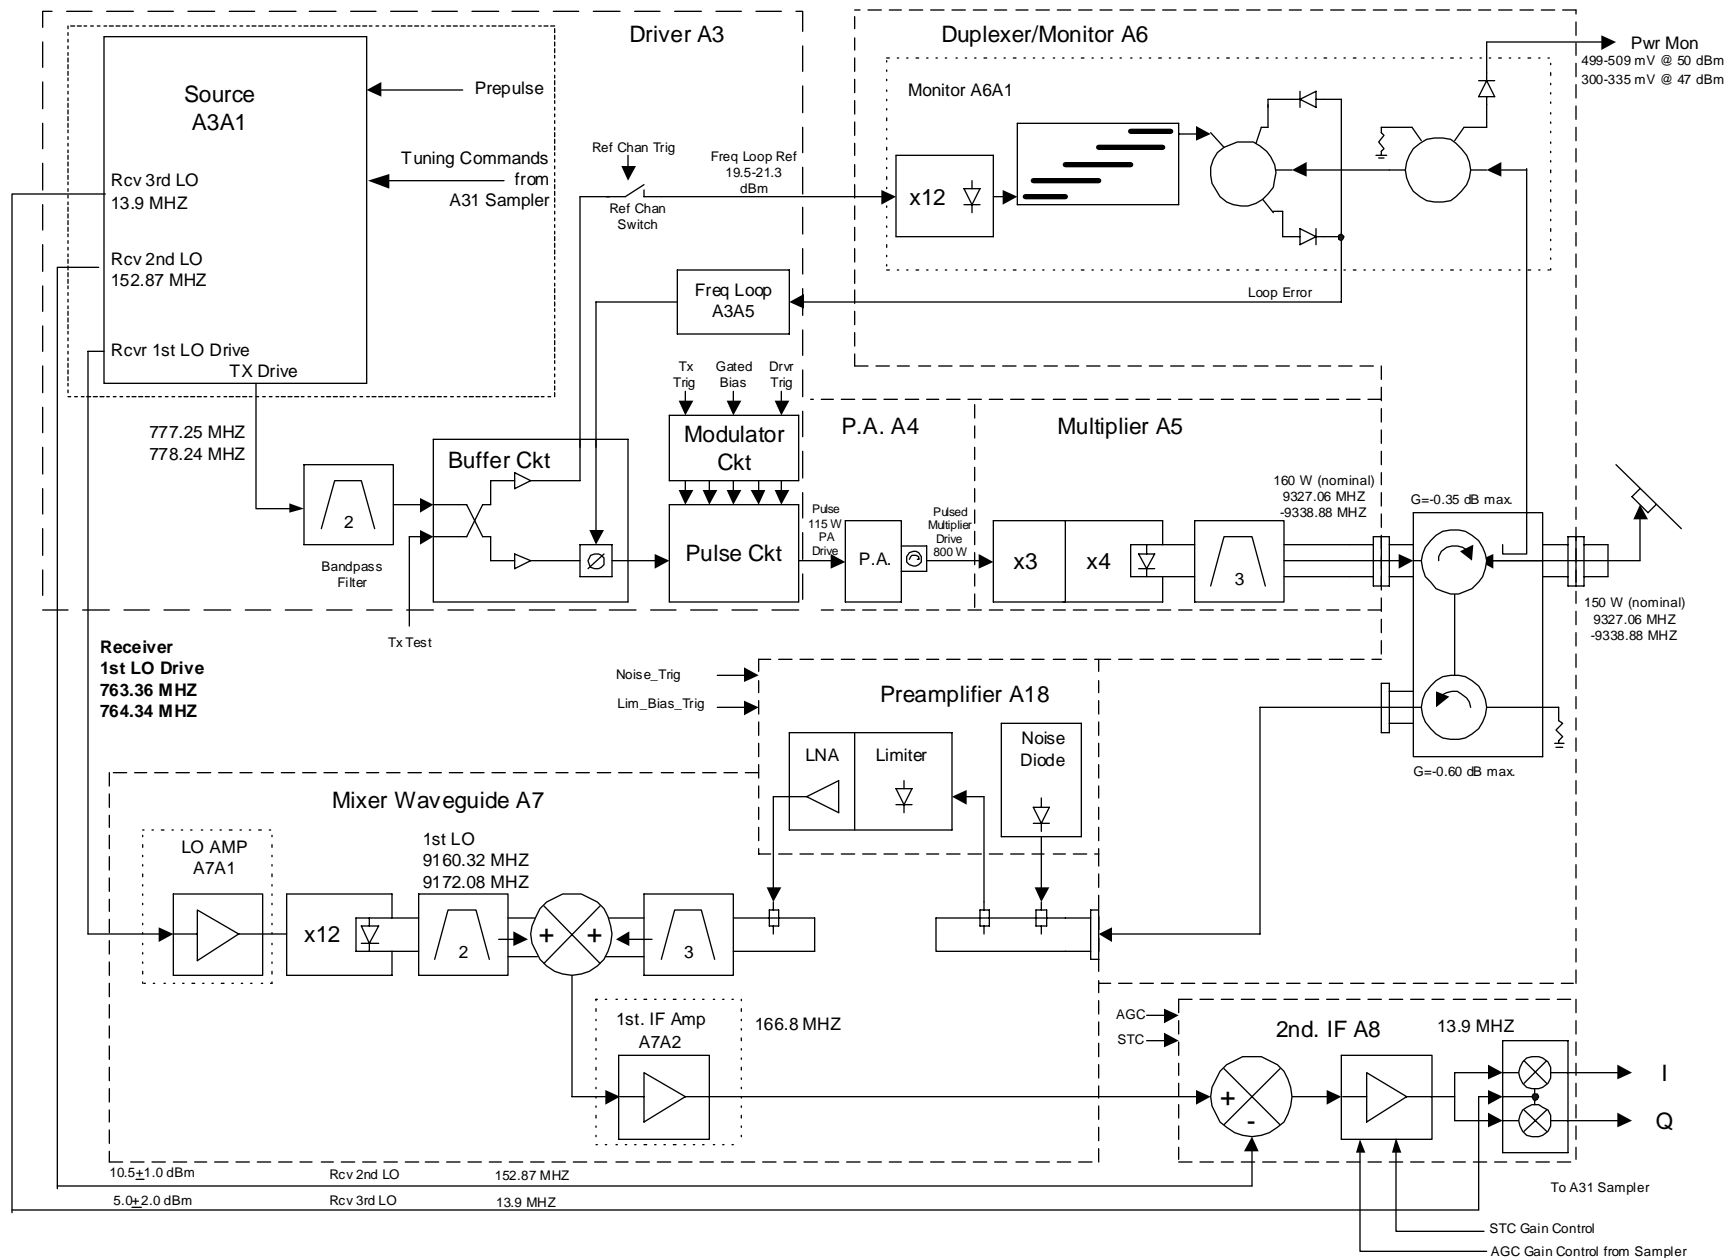 Driver A3
Duplexer/Monitor A6
Pwr Mon
499-509 mV @ 50 dBm
300-335 mV @ 47 dBm
Source
A3A1
Prepulse
Tuning Commands
from
A31 Sampler
Rcv 3rd LO
13.9 MHZ
Rcv 2nd LO
152.87 MHZ
Rcvr 1st LO Drive
TX Drive
Ref Chan Trig
Ref Chan
Switch
Freq Loop Ref
19.5-21.3
dBm
Monitor A6A1
x12
Freq Loop
A3A5
Loop Error
777.25 MHZ
778.24 MHZ
2
Bandpass
Filter
Buffer Ckt
Ø
Tx Test
Tx
Trig
Gated
Bias
Drvr
Trig
Modulator
Ckt
Pulse Ckt
Pulse
115 W
PA
Drive
P.A. A4
P.A.
Pulsed
Multiplier
Drive
800 W
Multiplier A5
x3
x4
3
160 W (nominal)
9327.06 MHZ
-9338.88 MHZ
G=-0.35 dB max.
150 W (nominal)
9327.06 MHZ
-9338.88 MHZ
G=-0.60 dB max.
Receiver
1st LO Drive
763.36 MHZ
764.34 MHZ
Noise_Trig
Lim_Bias_Trig
Preamplifier A18
LNA
Limiter
Noise
Diode
Mixer Waveguide A7
LO AMP
A7A1
x12
1st LO
9160.32 MHZ
9172.08 MHZ
2
+
+
3
1st. IF Amp
A7A2
166.8 MHZ
AGC
STC
2nd. IF A8
13.9 MHZ
+
-
I
Q
10.5±1.0 dBm
Rcv 2nd LO
152.87 MHZ
5.0±2.0 dBm
Rcv 3rd LO
13.9 MHZ
To A31 Sampler
STC Gain Control
AGC Gain Control from Sampler